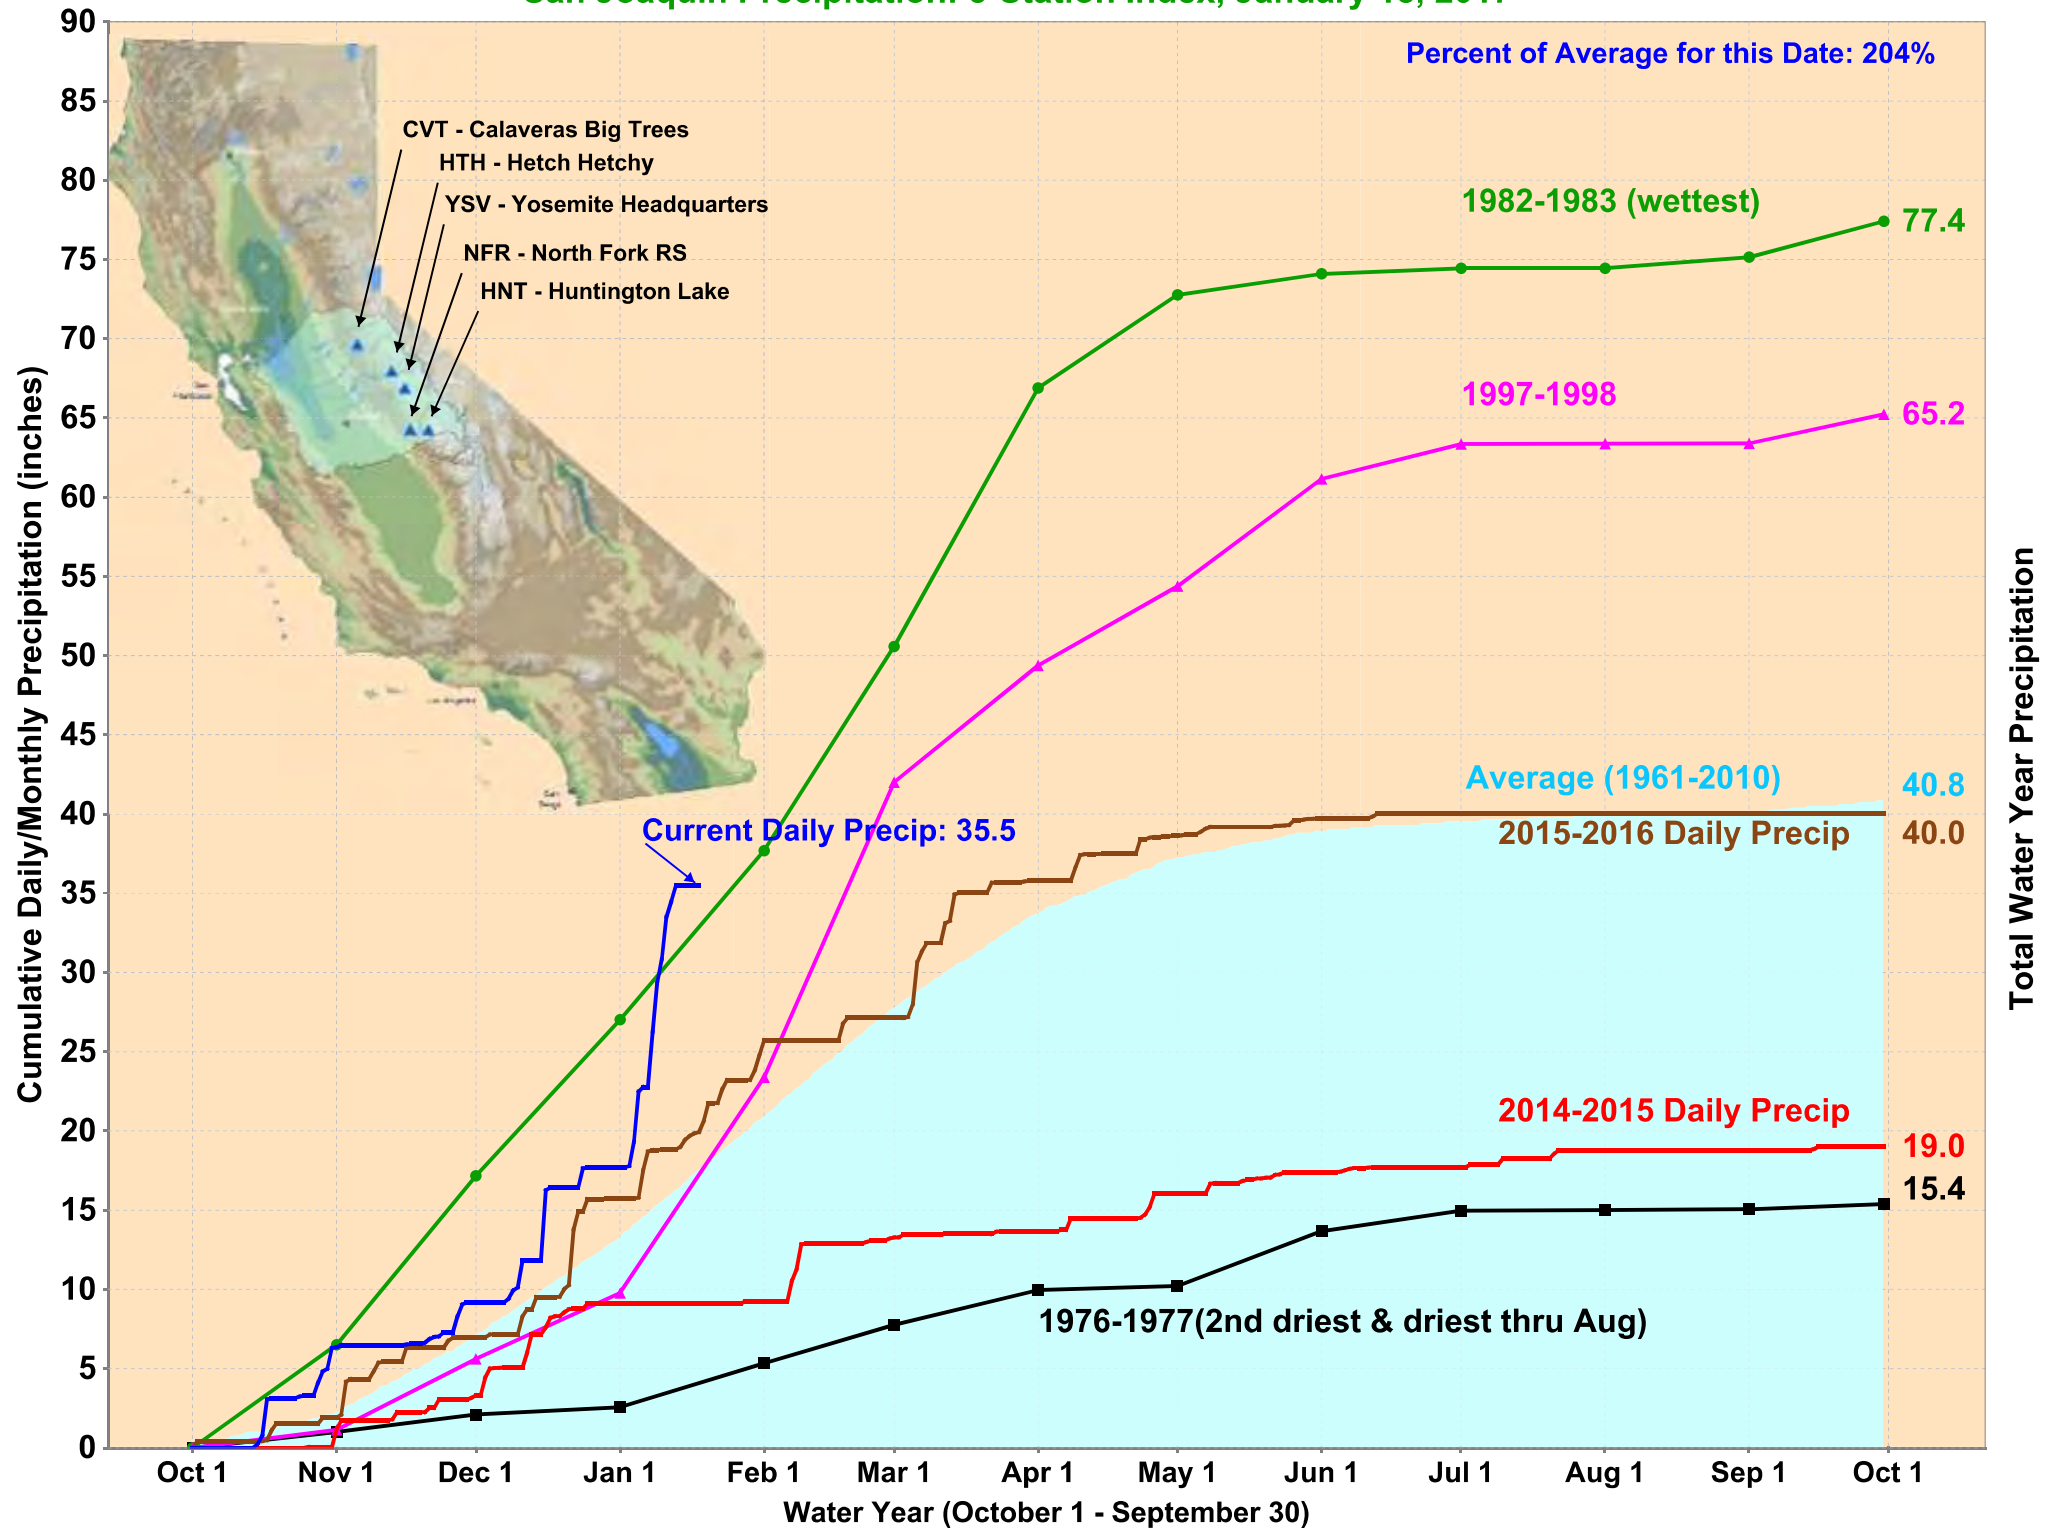 Percent of Average for this Date: 204%
CVT - Calaveras Big Trees
HTH - Hetch Hetchy
YSV - Yosemite Headquarters
NFR - North Fork RS
HNT - Huntington Lake
1982-1983 (wettest)
77.4
1997-1998
65.2
Average (1961-2010)
40.8
Current Daily Precip: 35.5
2015-2016 Daily Precip
40.0
2014-2015 Daily Precip
19.0
15.4
1976-1977(2nd driest & driest thru Aug)
Cumulative Daily/Monthly Precipitation (inches)
Total Water Year Precipitation
90
85
80
75
70
65
60
55
50
45
40
35
30
25
20
15
10
5
0
Oct 1 Nov 1 Dec 1 Jan 1 Feb 1 Mar 1 Apr 1 May 1 Jun 1 Jul 1 Aug 1 Sep 1 Oct 1
Water Year (October 1 - September 30)